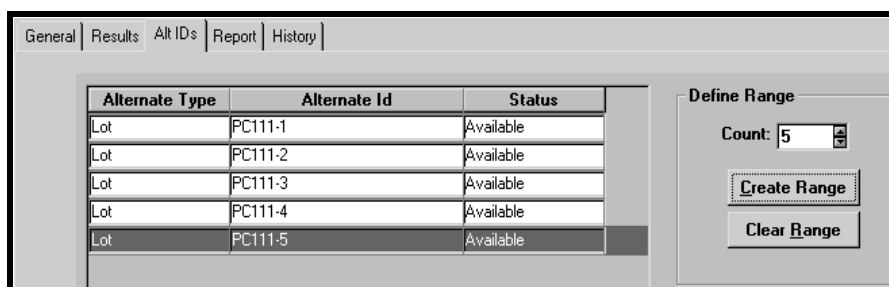 General Results Alt IDs Report History
Alternate Type Alternate Id Status
Lot PC111-1 Available
Lot PC111-2 Available
Lot PC111-3 Available
Lot PC111-4 Available
Lot PC111-5 Available
Define Range
Count: 5
Create Range
Clear Range